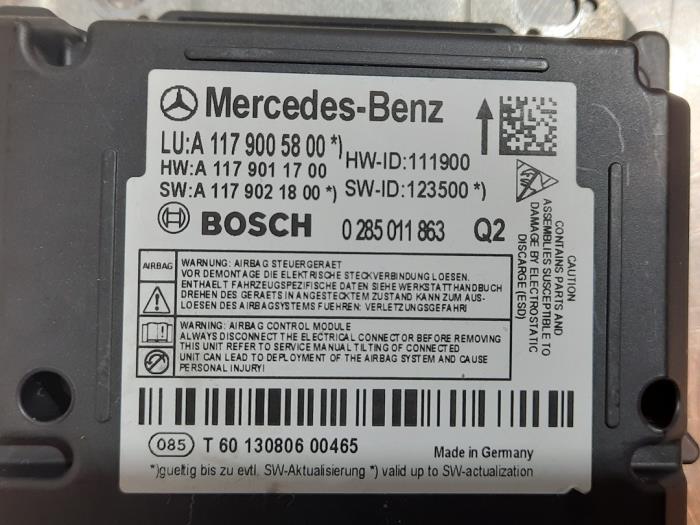 Mercedes-Benz
LU:A 117 900 58 00 *)
HW:A 117 901 17 00
HW-ID:111900
SW:A 117 902 18 00 *)
SW-ID:123500 *)
BOSCH
0 285 011 863
Q2
CAUTION
CONTAINS PARTS AND
ASSEMBLIES SUSCEPTIBLE TO
DAMAGE BY ELECTROSTATIC
DISCHARGE (ESD)
AIRBAG
WARNUNG: AIRBAG STEUERGERAET
VOR DEMONTAGE DIE ELEKTRISCHE STECKVERBINDUNG LOESEN.
ENTHAELT FAHRZEUGSPEZIFISCHE DATEN SIEHE WERKSTATTHANDBUCH
DREHEN DES GERAETS IN ANGESTECKTEM ZUSTAND KANN ZUM AUS-
LOESEN DES AIRBAGSYSTEMS FUEHREN: VERLETZUNGSGEFAHR!
WARNING: AIRBAG CONTROL MODULE
ALWAYS DISCONNECT THE ELECTRICAL CONNECTOR BEFORE REMOVING
THIS UNIT REFER TO SERVICE MANUAL TILTING OF CONNECTED
UNIT CAN LEAD TO DEPLOYMENT OF THE AIRBAG SYSTEM AND CAUSE
PERSONAL INJURY!
085 T 60 130806 00465
Made in Germany
*)gueltig bis zu evtl. SW-Aktualisierung *) valid up to SW-actualization